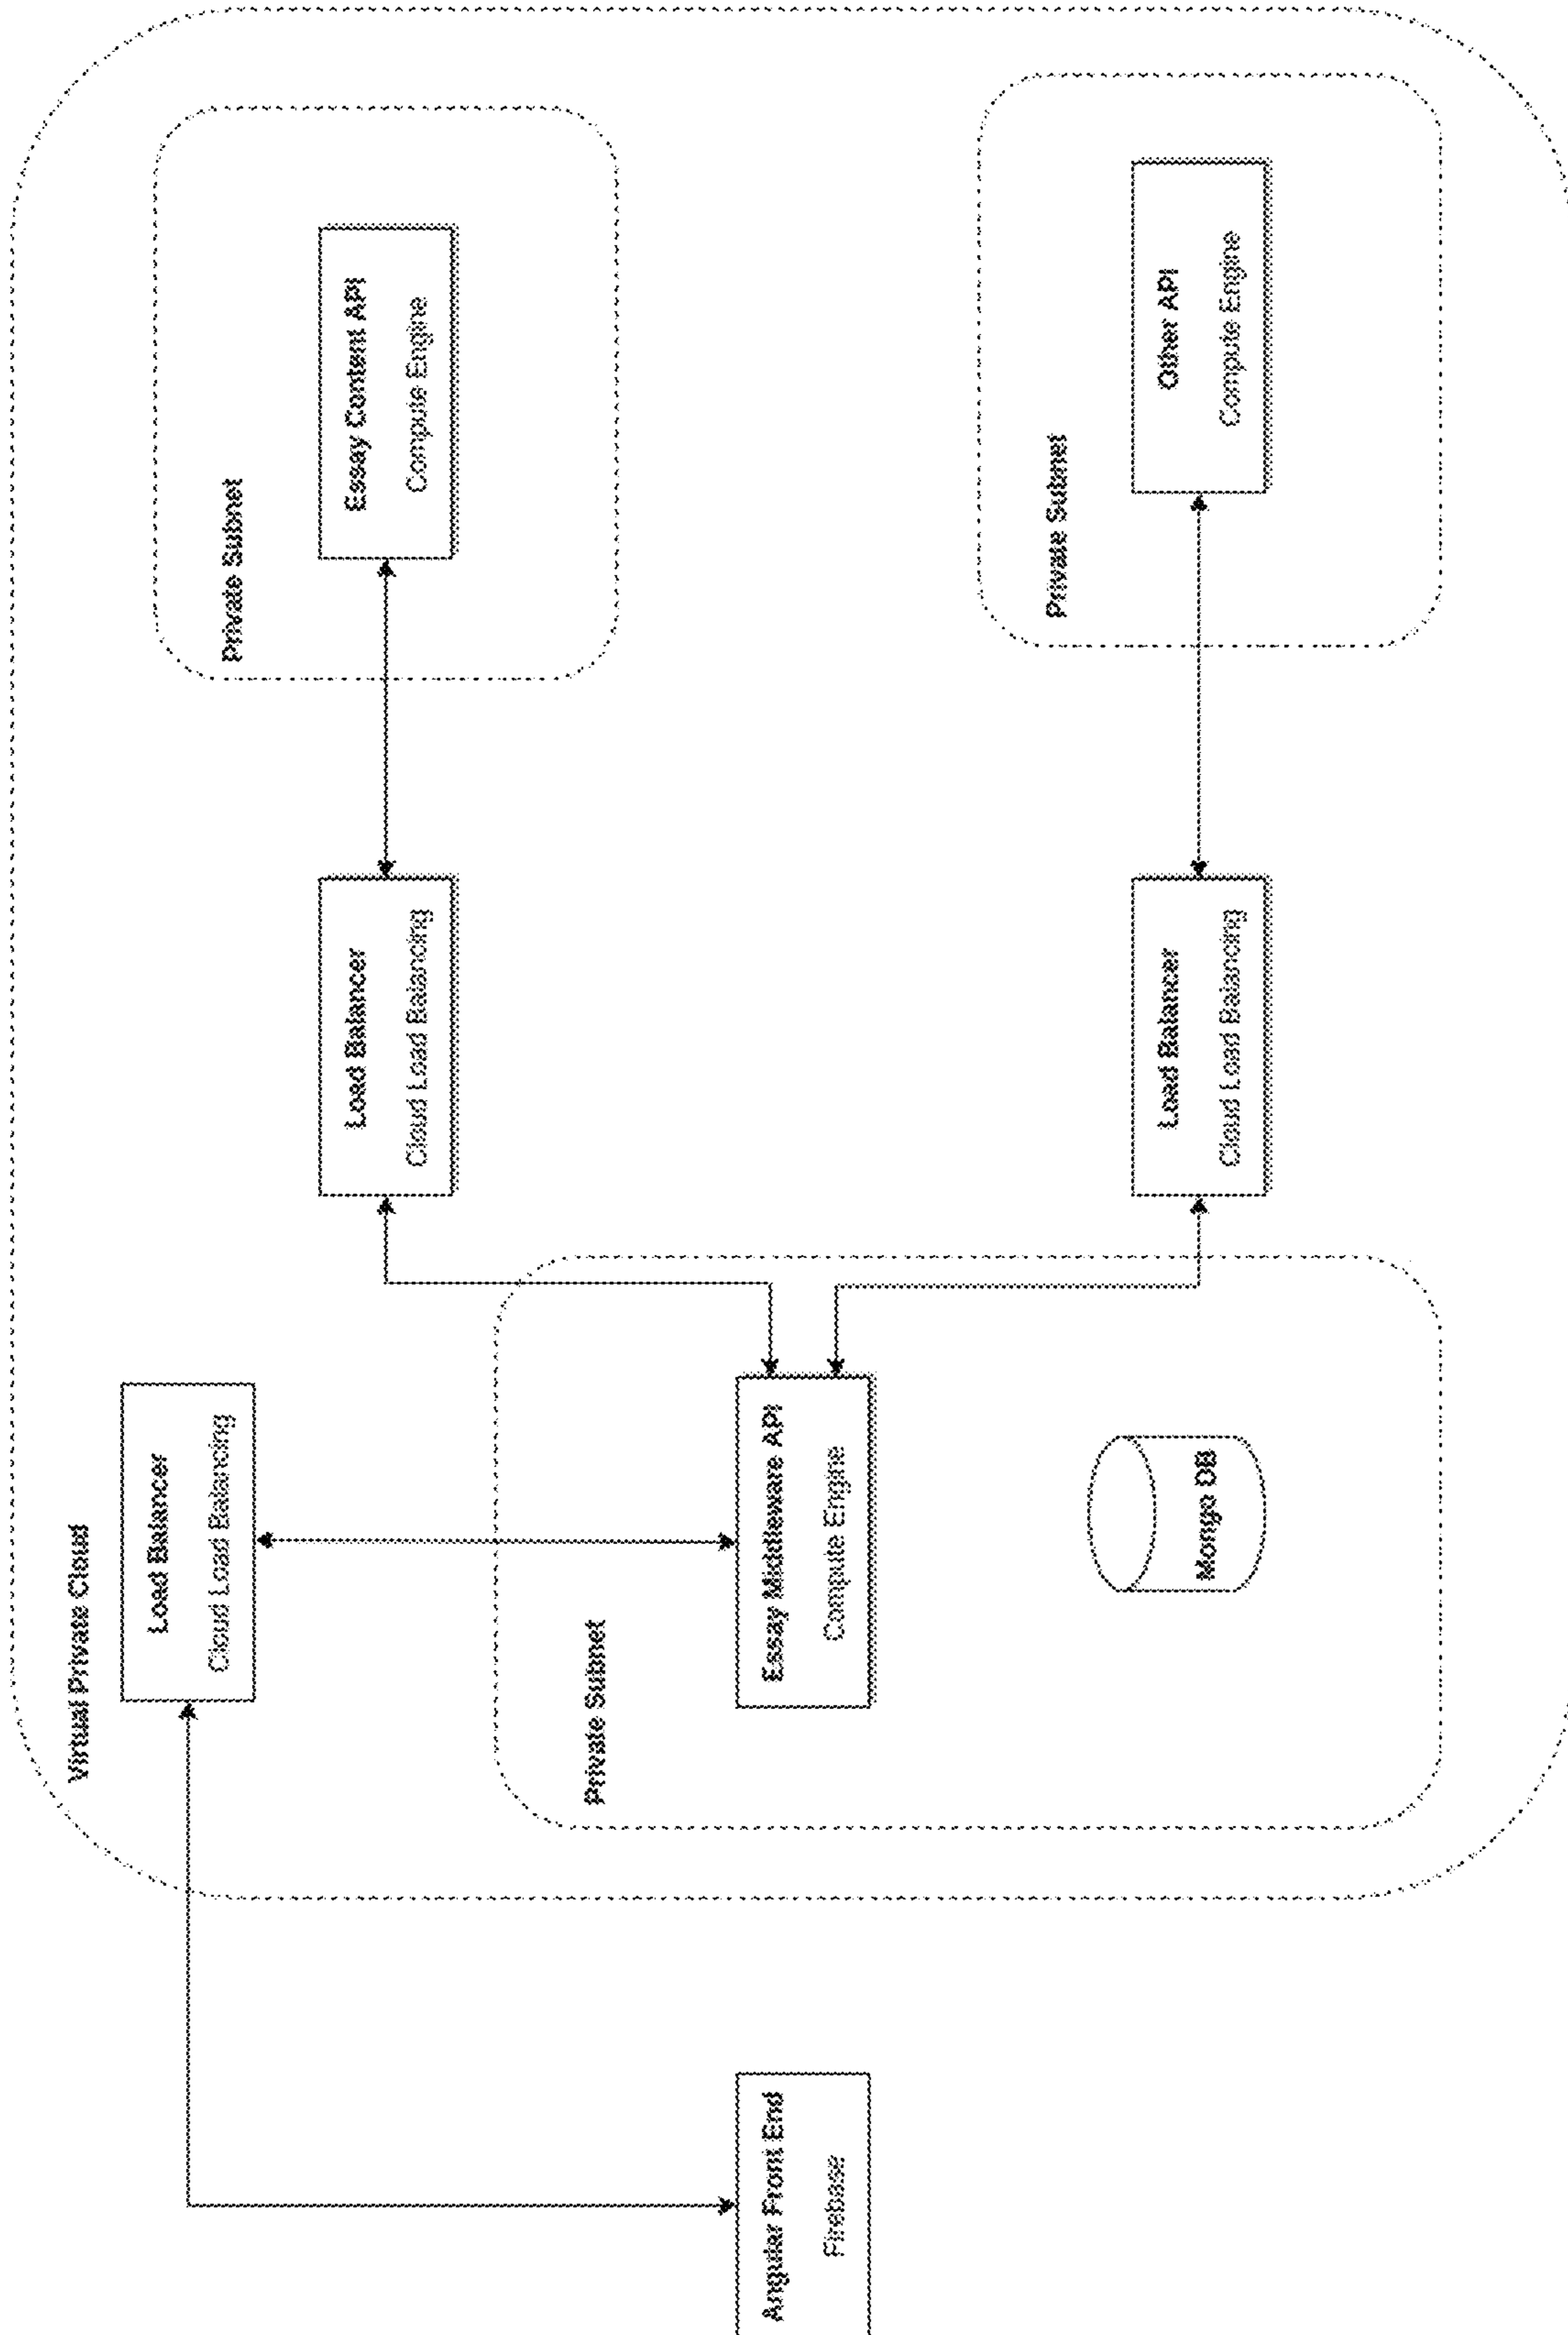 Virtual Private Cloud
Load Balancer
Cloud Load Balancing
Angular Front End
Firebase
Private Subnet
Essay Middleware API
Compute Engine
Mongo DB
Load Balancer
Cloud Load Balancing
Private Subnet
Essay Content API
Compute Engine
Load Balancer
Cloud Load Balancing
Private Subnet
Other API
Compute Engine